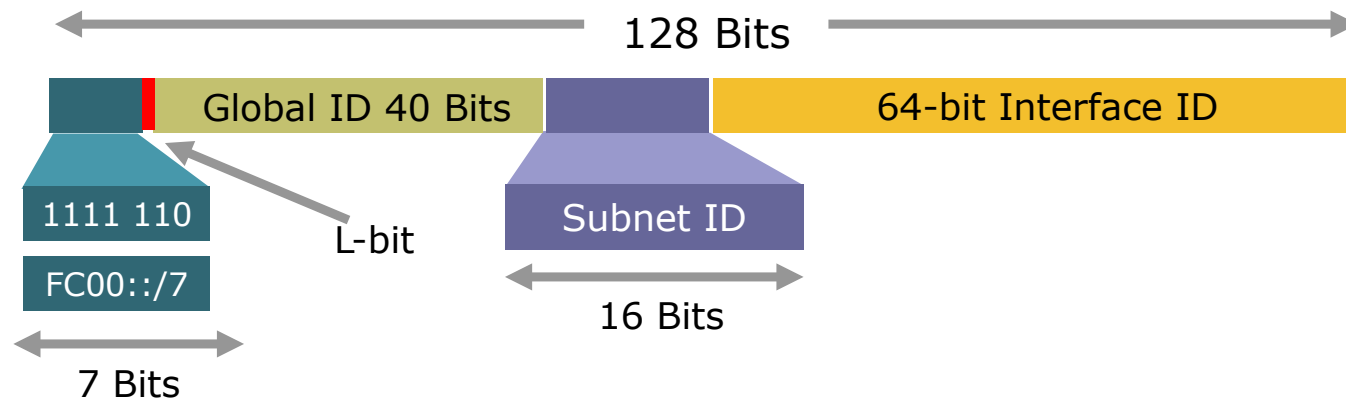 128 Bits
Global ID 40 Bits
64-bit Interface ID
1111 110
L-bit
Subnet ID
FC00::/7
16 Bits
7 Bits